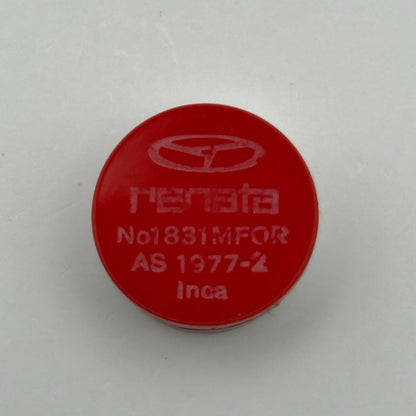 renata
No1831MFOR
AS 1977-2
Inca